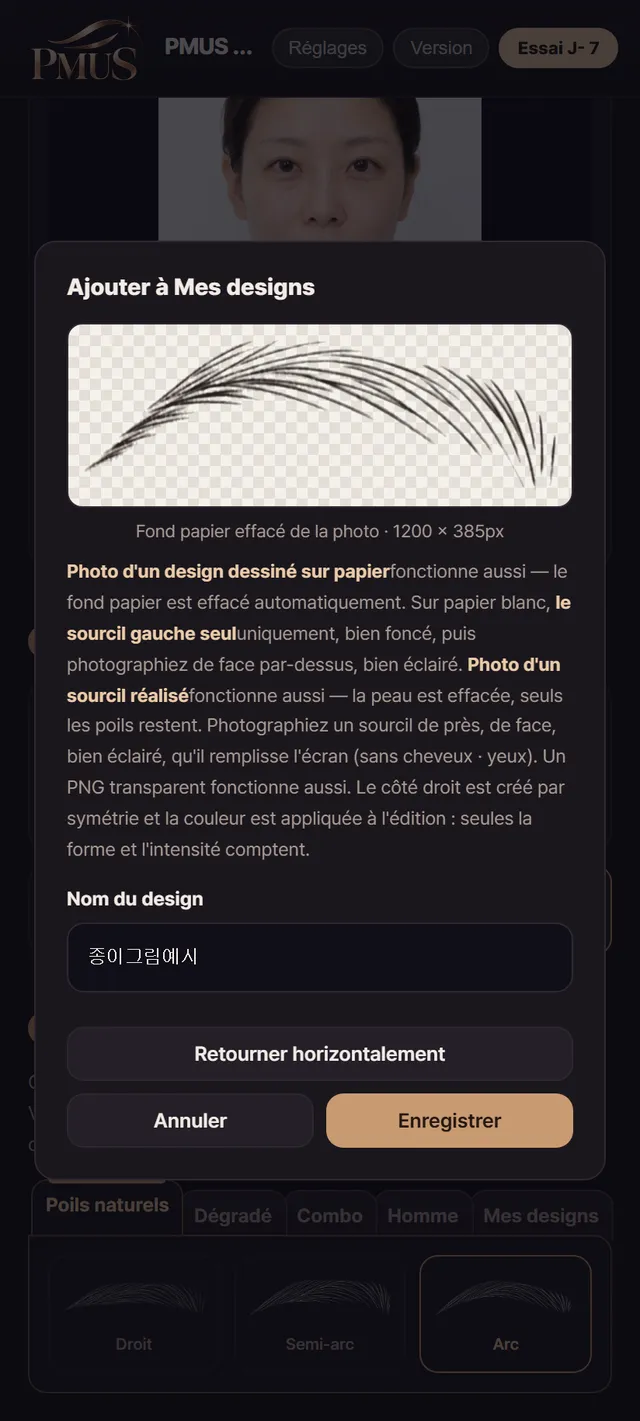 PMUS
PMUS ...
Réglages
Version
Essai J- 7
Ajouter à Mes designs
Fond papier effacé de la photo · 1200 × 385px
Photo d'un design dessiné sur papierfonctionne aussi — le
fond papier est effacé automatiquement. Sur papier blanc, le
sourcil gauche seuluniquement, bien foncé, puis
photographiez de face par-dessus, bien éclairé. Photo d'un
sourcil réaliséfonctionne aussi — la peau est effacée, seuls
les poils restent. Photographiez un sourcil de près, de face,
bien éclairé, qu'il remplisse l'écran (sans cheveux · yeux). Un
PNG transparent fonctionne aussi. Le côté droit est créé par
symétrie et la couleur est appliquée à l'édition : seules la
forme et l'intensité comptent.
Nom du design
종이그림예시
Retourner horizontalement
Annuler
Enregistrer
Poils naturels
Dégradé
Combo
Homme
Mes designs
Droit
Semi-arc
Arc